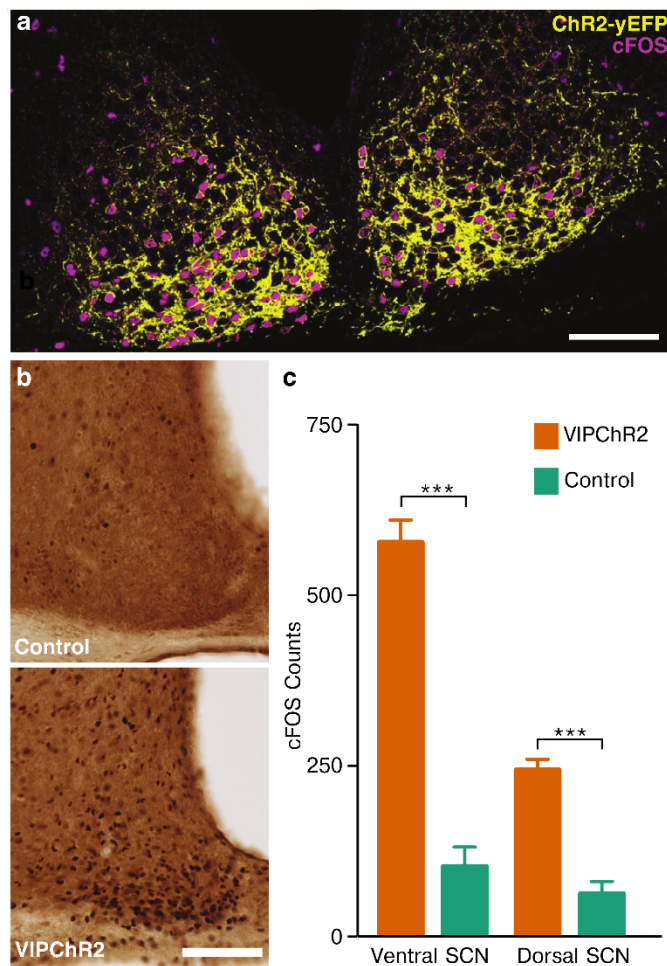 a
ChR2-yEFP
cFOS
b
b
Control
VIPChR2
c
750
500
250
0
cFOS Counts
VIPChR2
Control
***
***
Ventral SCN
Dorsal SCN